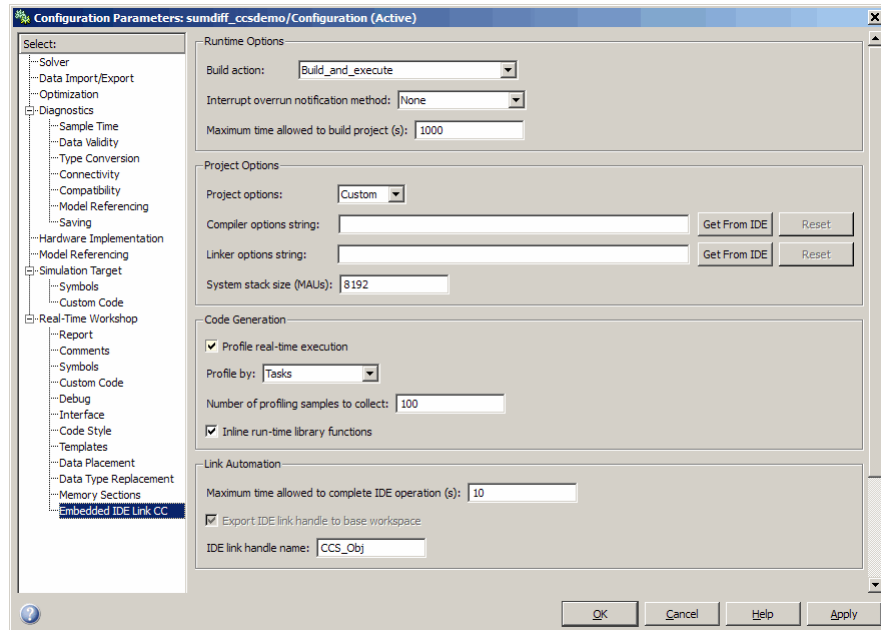 Configuration Parameters: sumdiff_ccsdemo/Configuration (Active)
Select:
Solver
Data Import/Export
Optimization
Diagnostics
Sample Time
Data Validity
Type Conversion
Connectivity
Compatibility
Model Referencing
Saving
Hardware Implementation
Model Referencing
Simulation Target
Symbols
Custom Code
Real-Time Workshop
Report
Comments
Symbols
Custom Code
Debug
Interface
Code Style
Templates
Data Placement
Data Type Replacement
Memory Sections
Embedded IDE Link CC
Runtime Options
Build action: Build_and_execute
Interrupt overrun notification method: None
Maximum time allowed to build project (s): 1000
Project Options
Project options: Custom
Compiler options string: Get From IDE Reset
Linker options string: Get From IDE Reset
System stack size (MAUs): 8192
Code Generation
Profile real-time execution
Profile by: Tasks
Number of profiling samples to collect: 100
Inline run-time library functions
Link Automation
Maximum time allowed to complete IDE operation (s): 10
Export IDE link handle to base workspace
IDE link handle name: CCS_Obj
? OK Cancel Help Apply